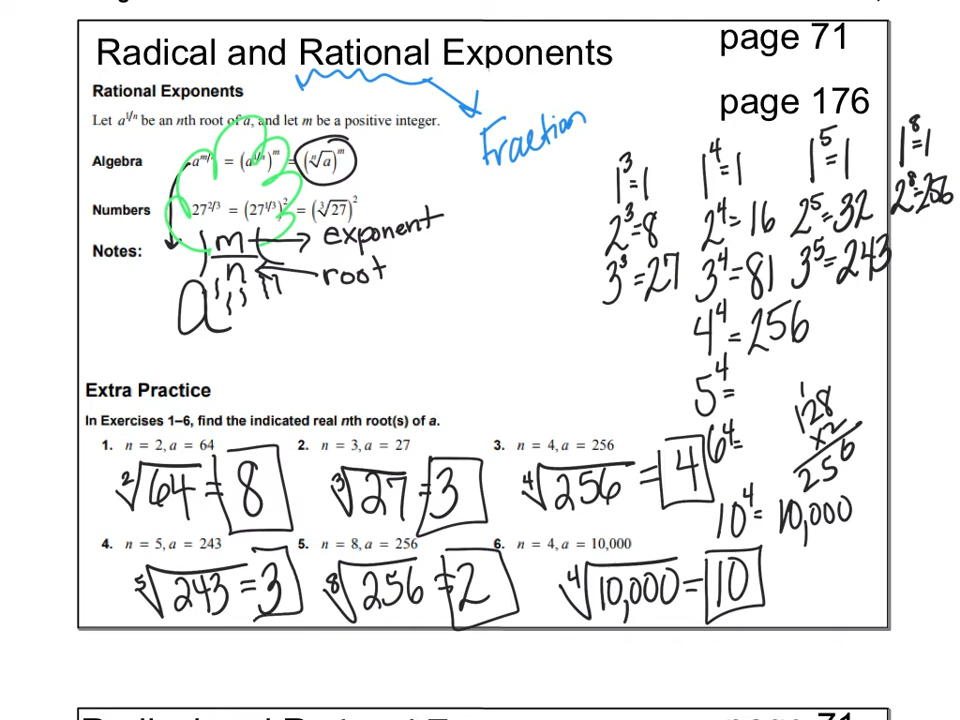 Radical and Rational Exponents
page 71
page 176
Rational Exponents
Let a^(1/n) be an nth root of a, and let m be a positive integer.
Fraction
Algebra a^(m/n) = (a^(1/n))^m = (ⁿ√a)^m
Numbers 27^(2/3) = (27^(1/3))^2 = (³√27)^2
Notes:
a^(m/n)
m → exponent
n ← root
1³=1
2³=8
3³=27
1⁴=1
2⁴=16
3⁴=81
4⁴=256
5⁴=
6⁴=
10⁴=10,000
1⁵=1
2⁵=32
3⁵=243
1⁸=1
2⁸=256
1
128
x2
256
Extra Practice
In Exercises 1–6, find the indicated real nth root(s) of a.
1. n = 2, a = 64
2. n = 3, a = 27
3. n = 4, a = 256
²√64 = 8
³√27 = 3
⁴√256 = 4
4. n = 5, a = 243
5. n = 8, a = 256
6. n = 4, a = 10,000
⁵√243 = 3
⁸√256 = 2
⁴√10,000 = 10